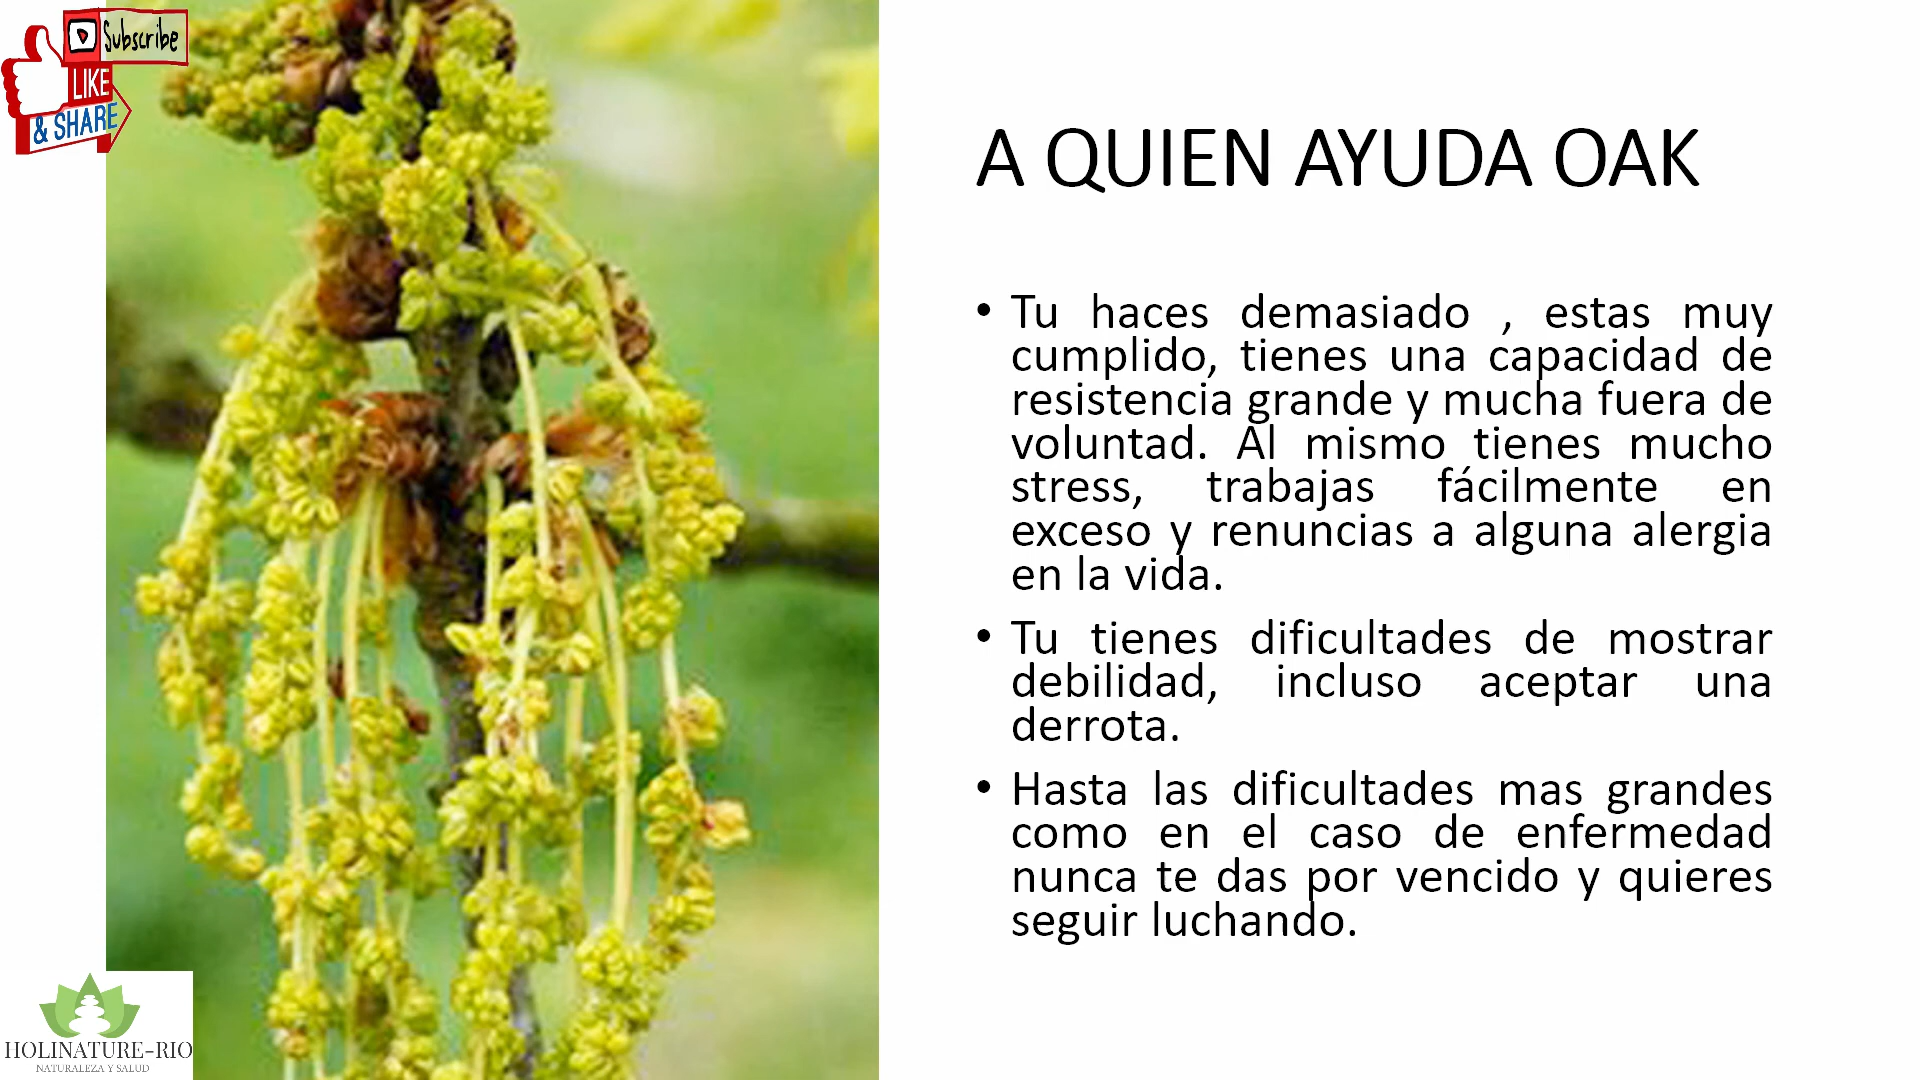 Subscribe
LIKE
& SHARE
A QUIEN AYUDA OAK
• Tu haces demasiado , estas muy
cumplido, tienes una capacidad de
resistencia grande y mucha fuera de
voluntad. Al mismo tienes mucho
stress, trabajas fácilmente en
exceso y renuncias a alguna alergia
en la vida.
• Tu tienes dificultades de mostrar
debilidad, incluso aceptar una
derrota.
• Hasta las dificultades mas grandes
como en el caso de enfermedad
nunca te das por vencido y quieres
seguir luchando.
HOLINATURE-RIO
NATURALEZA Y SALUD